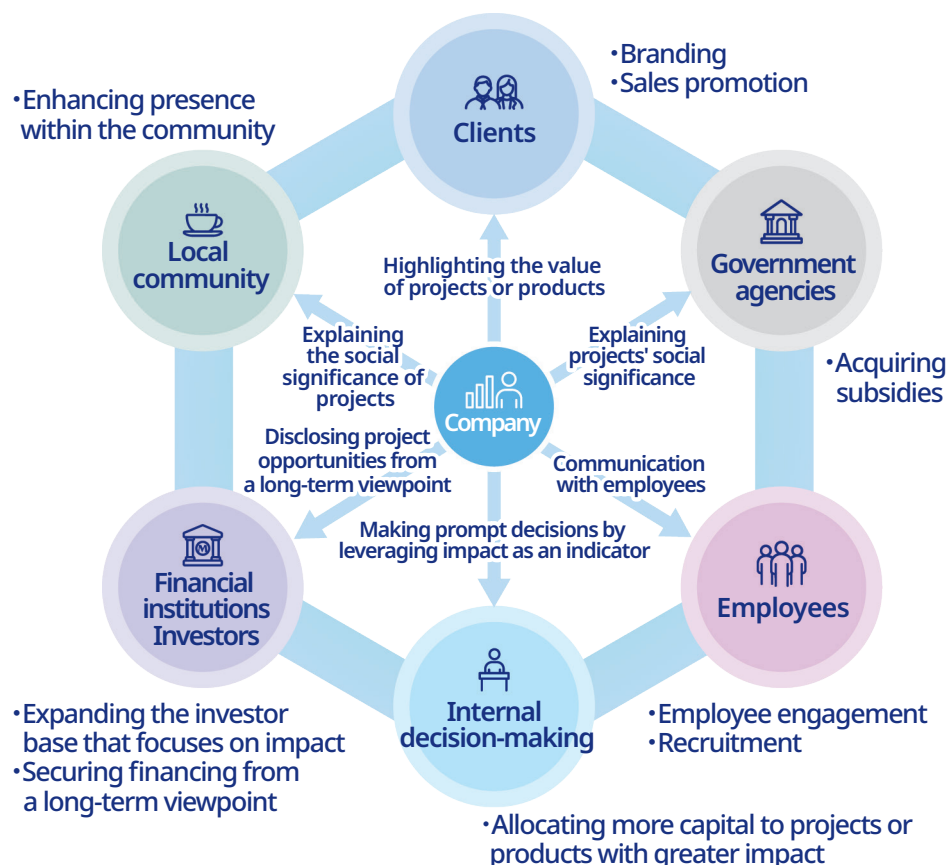 ・Branding
・Sales promotion
・Enhancing presence
within the community
Clients
Local
community
Government
agencies
Highlighting the value
of projects or products
Explaining
the social
significance of
projects
Explaining
projects' social
significance
・Acquiring
subsidies
Company
Disclosing project
opportunities from
a long-term viewpoint
Communication
with employees
Making prompt decisions by
leveraging impact as an indicator
Financial
institutions
Investors
Employees
Internal
decision-making
・Expanding the investor
base that focuses on impact
・Securing financing from
a long-term viewpoint
・Employee engagement
・Recruitment
・Allocating more capital to projects or
products with greater impact